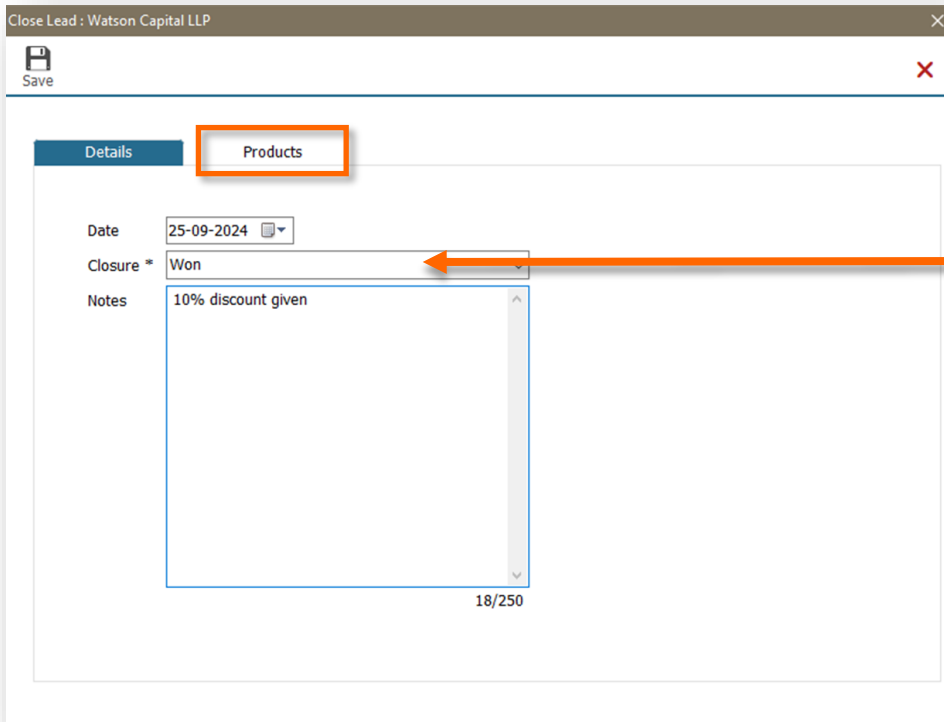 Close Lead : Watson Capital LLP
Save
Details Products
Date 25-09-2024
Closure * Won
Notes 10% discount given
18/250